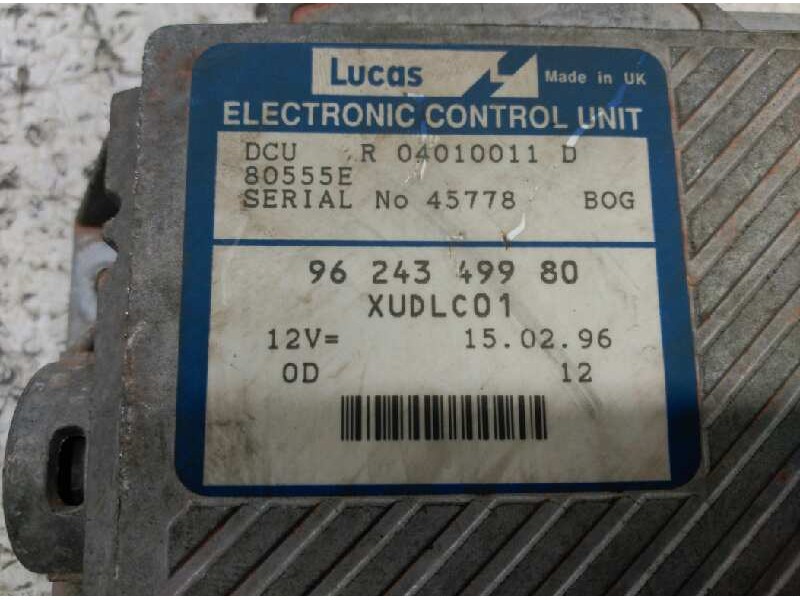 Lucas Made in UK
ELECTRONIC CONTROL UNIT
DCU R 04010011 D
80555E
SERIAL No 45778 BOG
96 243 499 80
XUDLC01
12V= 15.02.96
0D 12